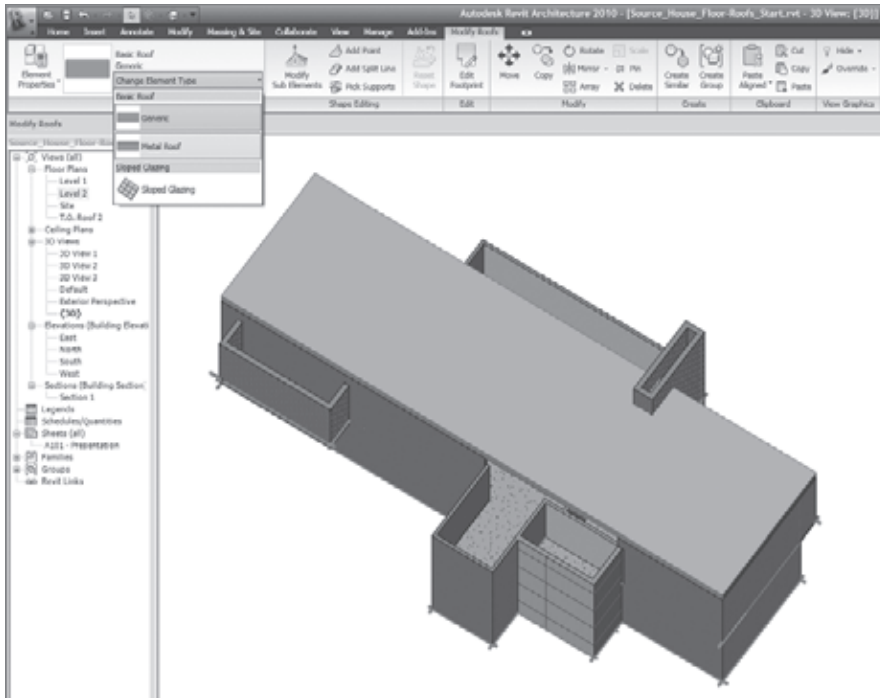 Autodesk Revit Architecture 2010 - [Source_House_Floor-Roofs_Start.rvt - 3D View: {3D}]
Home Insert Annotate Modify Massing & Site Collaborate View Manage Add-Ins Modify Roofs
Element Properties
Basic Roof
Generic
Change Element Type
Basic Roof
Generic
Metal Roof
Sloped Glazing
Sloped Glazing
Modify Sub Elements
Add Point
Add Split Line
Pick Supports
Reset Shape
Shape Editing
Edit Footprint
Edit
Move
Copy
Rotate
Mirror
Array
Scale
Pin
Delete
Modify
Create Similar
Create Group
Create
Paste Aligned
Cut
Copy
Paste
Clipboard
Hide
Override
View Graphics
Modify Roofs
Views (all)
Floor Plans
Level 1
Level 2
Site
T.O. Roof 2
Ceiling Plans
3D Views
3D View 1
3D View 2
3D View 3
Default
Exterior Perspective
{3D}
Elevations (Building Elevati
East
North
South
West
Sections (Building Section)
Section 1
Legends
Schedules/Quantities
Sheets (all)
A101 - Presentation
Families
Groups
Revit Links